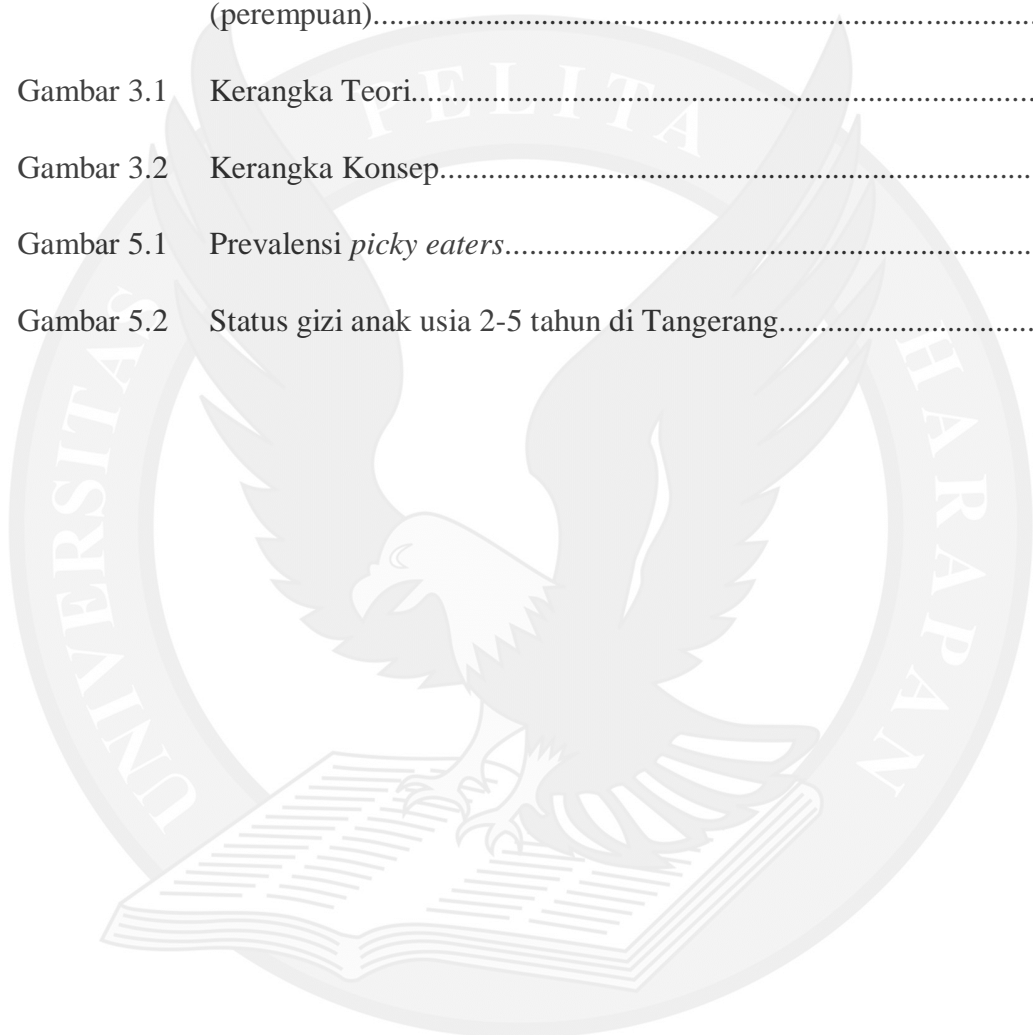 (perempuan)......................................................................................
Gambar 3.1 Kerangka Teori..............................................................................
Gambar 3.2 Kerangka Konsep..........................................................................
Gambar 5.1 Prevalensi picky eaters..................................................................
Gambar 5.2 Status gizi anak usia 2-5 tahun di Tangerang................................
UNIVERSITAS PELITA HARAPAN